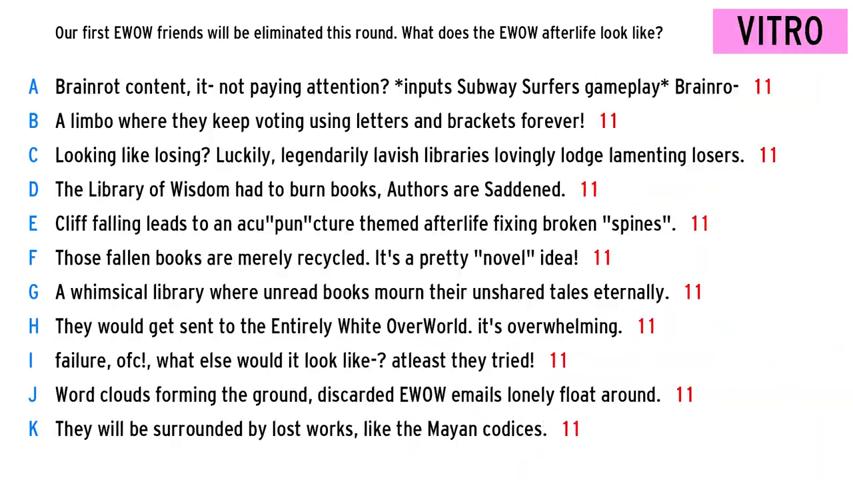 Our first EWOW friends will be eliminated this round. What does the EWOW afterlife look like?
VITRO
A Brainrot content, it- not paying attention? *inputs Subway Surfers gameplay* Brainro- 11
B A limbo where they keep voting using letters and brackets forever! 11
C Looking like losing? Luckily, legendarily lavish libraries lovingly lodge lamenting losers. 11
D The Library of Wisdom had to burn books, Authors are Saddened. 11
E Cliff falling leads to an acu"pun"cture themed afterlife fixing broken "spines". 11
F Those fallen books are merely recycled. It's a pretty "novel" idea! 11
G A whimsical library where unread books mourn their unshared tales eternally. 11
H They would get sent to the Entirely White OverWorld. it's overwhelming. 11
I failure, ofc!, what else would it look like-? atleast they tried! 11
J Word clouds forming the ground, discarded EWOW emails lonely float around. 11
K They will be surrounded by lost works, like the Mayan codices. 11